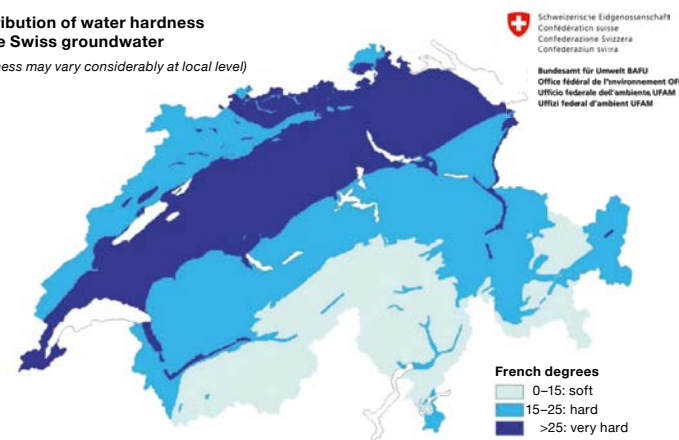 ribution of water hardness
e Swiss groundwater
ness may vary considerably at local level)
Schweizerische Eidgenossenschaft
Confédération suisse
Confederazione Svizzera
Confederaziun svizra
Bundesamt für Umwelt BAFU
Office fédéral de l'environnement OF
Ufficio federale dell'ambiente UFAM
Uffizi federal d'ambient UFAM
French degrees
0–15: soft
15–25: hard
>25: very hard